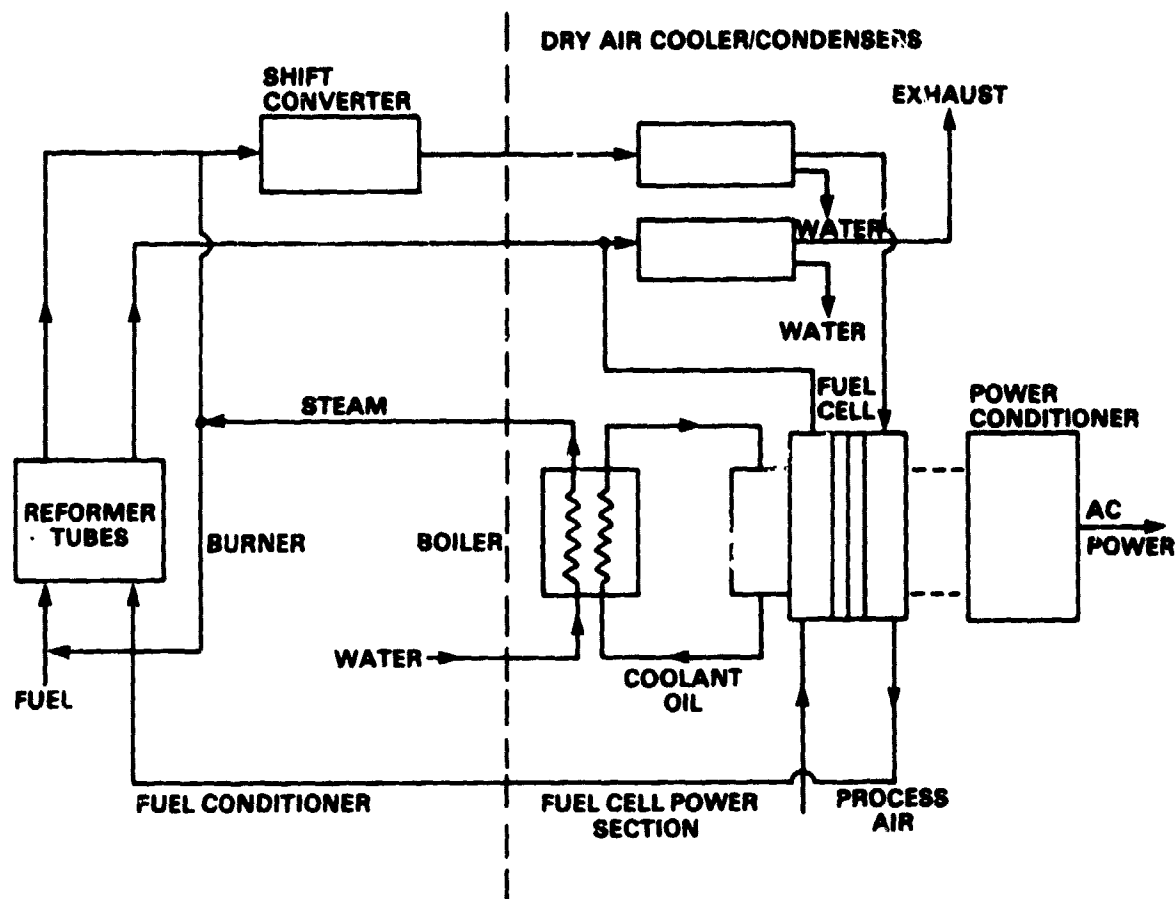 DRY AIR COOLER/CONDENSERS
SHIFT
CONVERTER
EXHAUST
WATER
WATER
STEAM
FUEL
CELL
POWER
CONDITIONER
REFORMER
TUBES
BURNER
BOILER
AC
POWER
WATER
COOLANT
OIL
FUEL
FUEL CONDITIONER
FUEL CELL POWER
SECTION
PROCESS
AIR